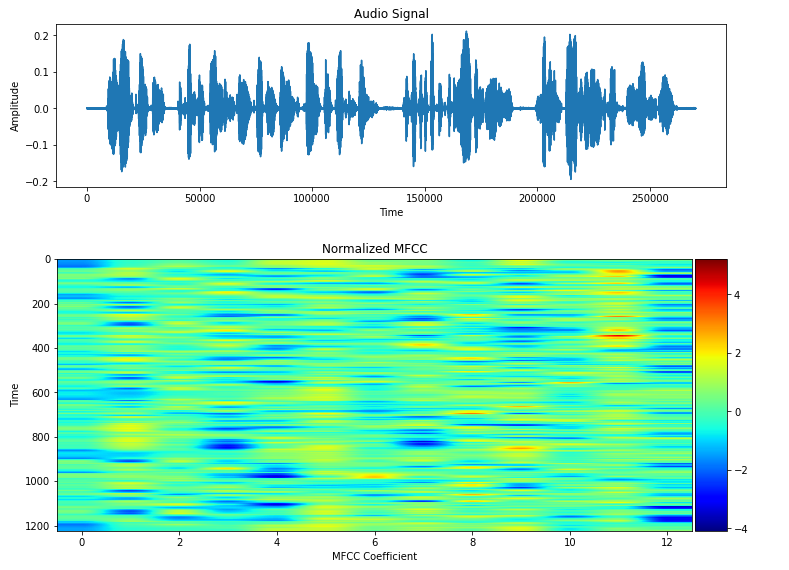 Audio Signal
0.2
0.1
0.0
−0.1
−0.2
Amplitude
0 50000 100000 150000 200000 250000
Time
Normalized MFCC
0
200
400
600
800
1000
1200
Time
0 2 4 6 8 10 12
MFCC Coefficient
4
2
0
−2
−4